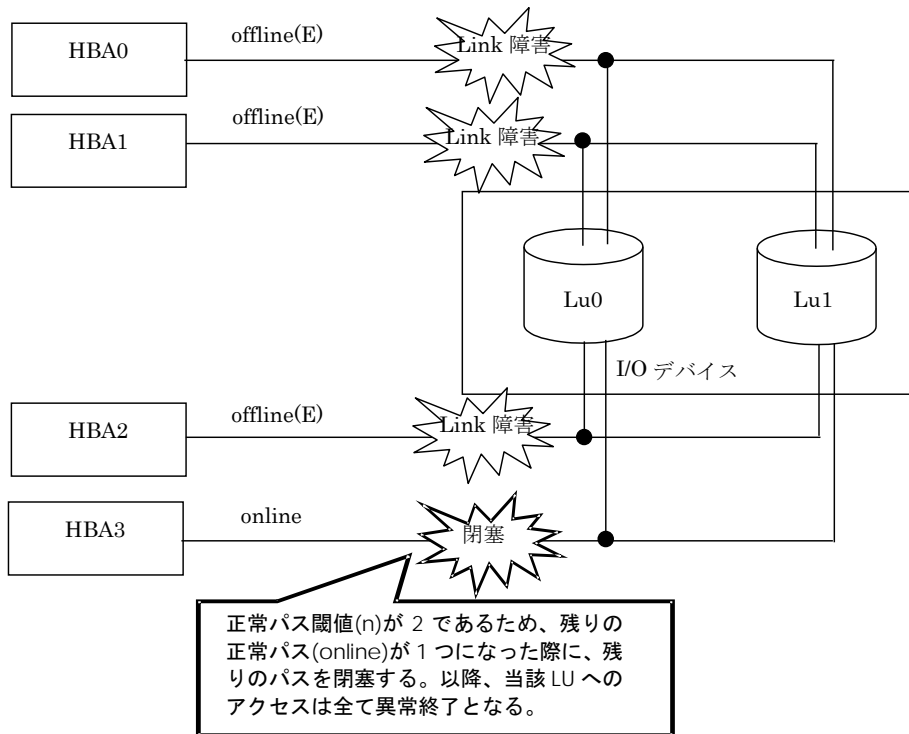 HBA0
offline(E)
Link 障害
HBA1
offline(E)
Link 障害
Lu0
Lu1
I/O デバイス
HBA2
offline(E)
Link 障害
HBA3
online
閉塞
正常パス閾値(n)が 2 であるため、残りの
正常パス(online)が 1 つになった際に、残
りのパスを閉塞する。以降、当該 LU への
アクセスは全て異常終了となる。